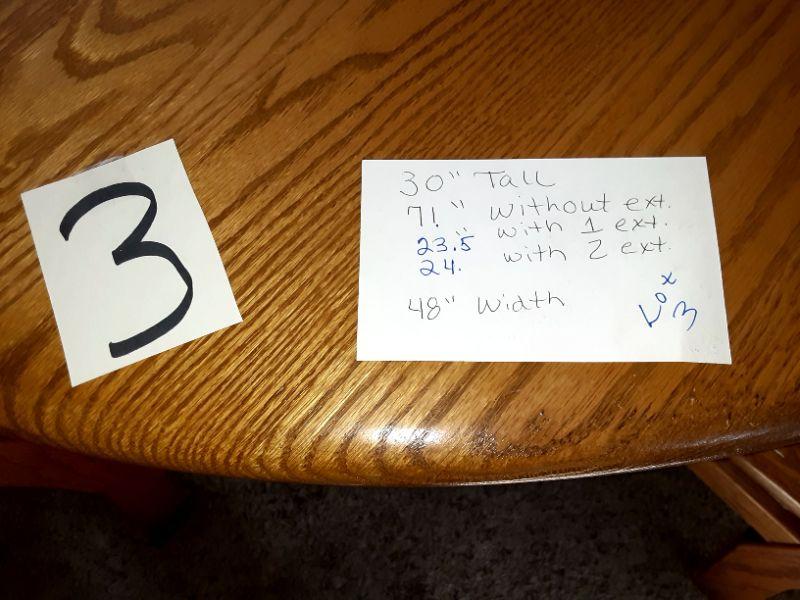 3
30" Tall
71" without ext.
23.5" with 1 ext.
24. with 2 ext.
48" Width